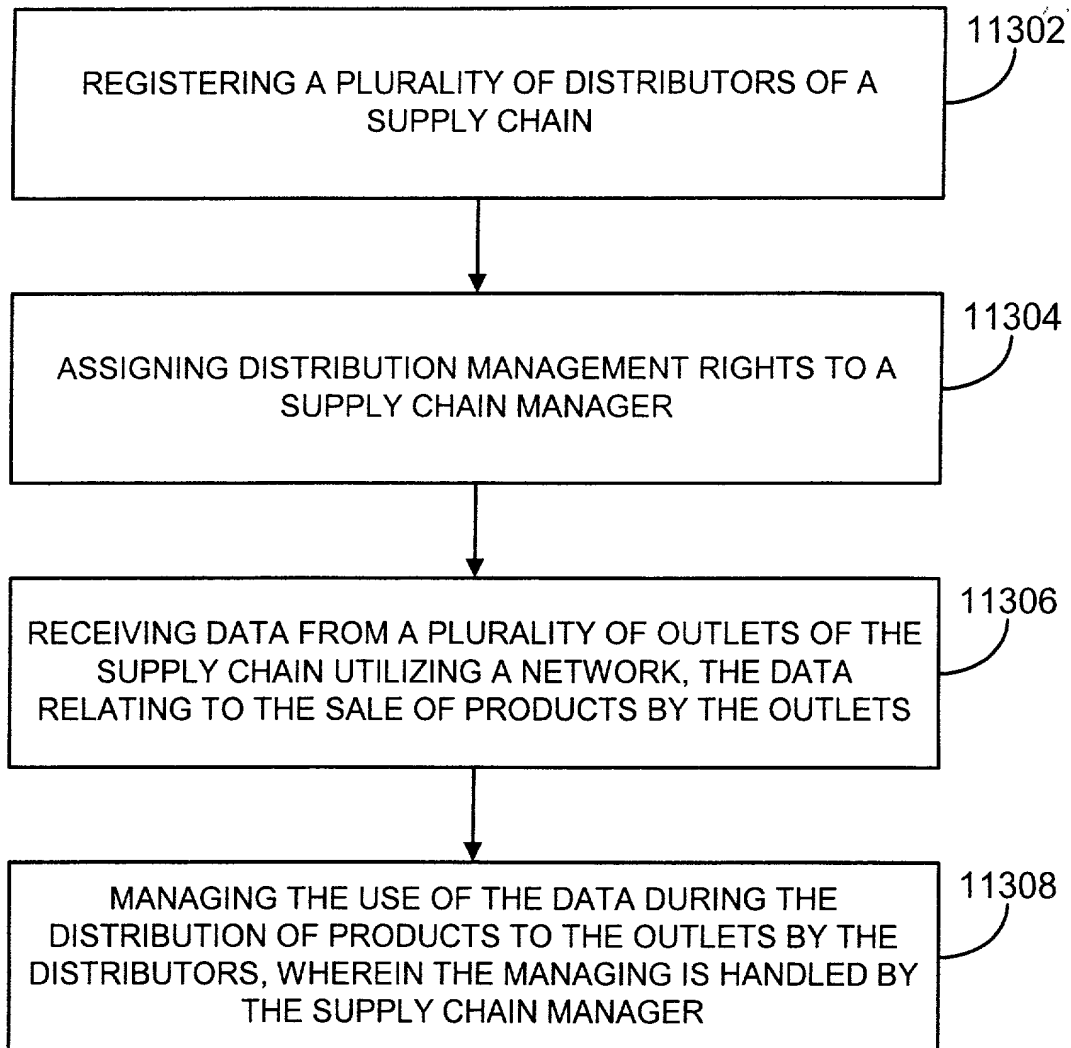 11302
REGISTERING A PLURALITY OF DISTRIBUTORS OF A
SUPPLY CHAIN
11304
ASSIGNING DISTRIBUTION MANAGEMENT RIGHTS TO A
SUPPLY CHAIN MANAGER
11306
RECEIVING DATA FROM A PLURALITY OF OUTLETS OF THE
SUPPLY CHAIN UTILIZING A NETWORK, THE DATA
RELATING TO THE SALE OF PRODUCTS BY THE OUTLETS
11308
MANAGING THE USE OF THE DATA DURING THE
DISTRIBUTION OF PRODUCTS TO THE OUTLETS BY THE
DISTRIBUTORS, WHEREIN THE MANAGING IS HANDLED BY
THE SUPPLY CHAIN MANAGER